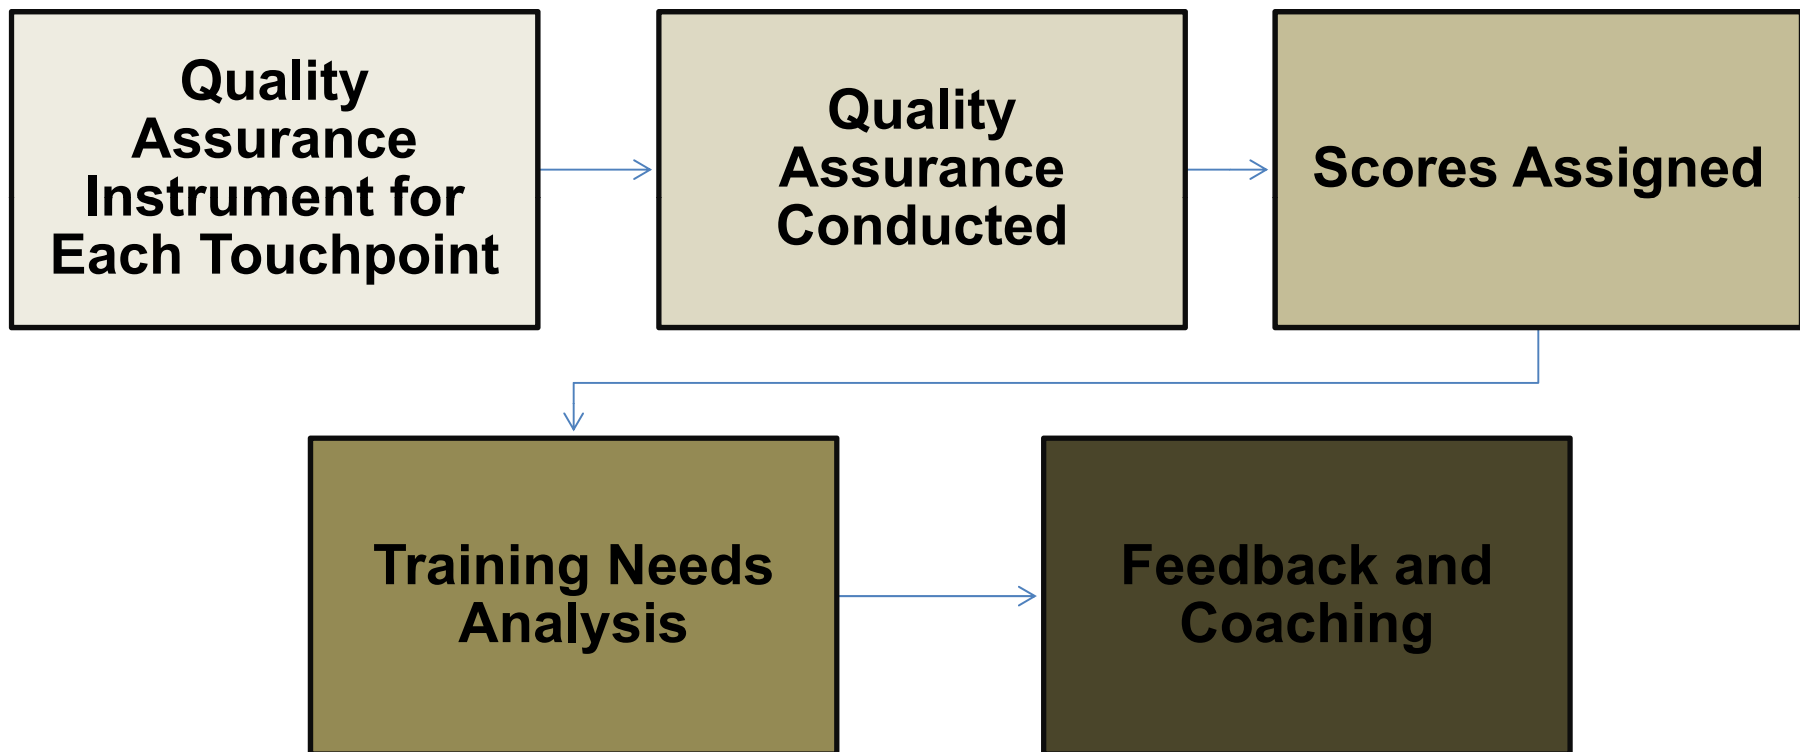 Quality
Assurance
Instrument for
Each Touchpoint
Quality
Assurance
Conducted
Scores Assigned
Training Needs
Analysis
Feedback and
Coaching